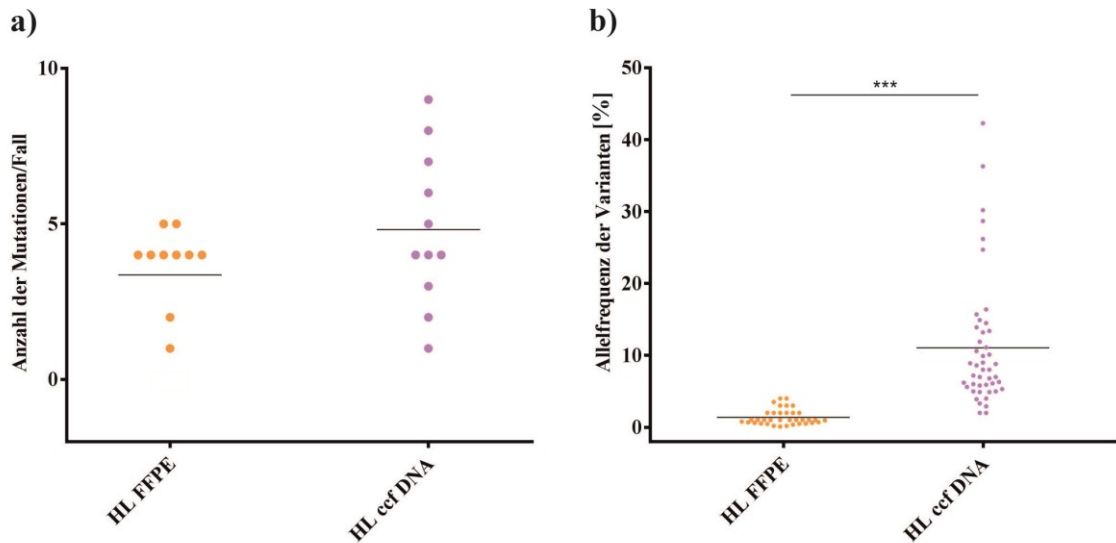 a)
Anzahl der Mutationen/Fall
10
5
0
HL FFPE
HL ccf DNA
b)
Allelfrequenz der Varianten [%]
50
40
30
20
10
0
***
HL FFPE
HL ccf DNA